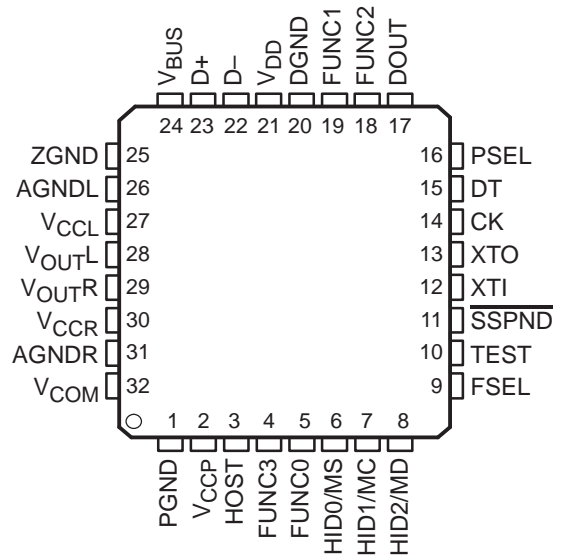 VBUS
D+
D–
VDD
DGND
FUNC1
FUNC2
DOUT
24 23 22 21 20 19 18 17
ZGND 25 16 PSEL
AGNDL 26 15 DT
VCCL 27 14 CK
VOUTL 28 13 XTO
VOUTR 29 12 XTI
VCCR 30 11 SSPND
AGNDR 31 10 TEST
VCOM 32 9 FSEL
1 2 3 4 5 6 7 8
PGND
VCCP
HOST
FUNC3
FUNC0
HID0/MS
HID1/MC
HID2/MD